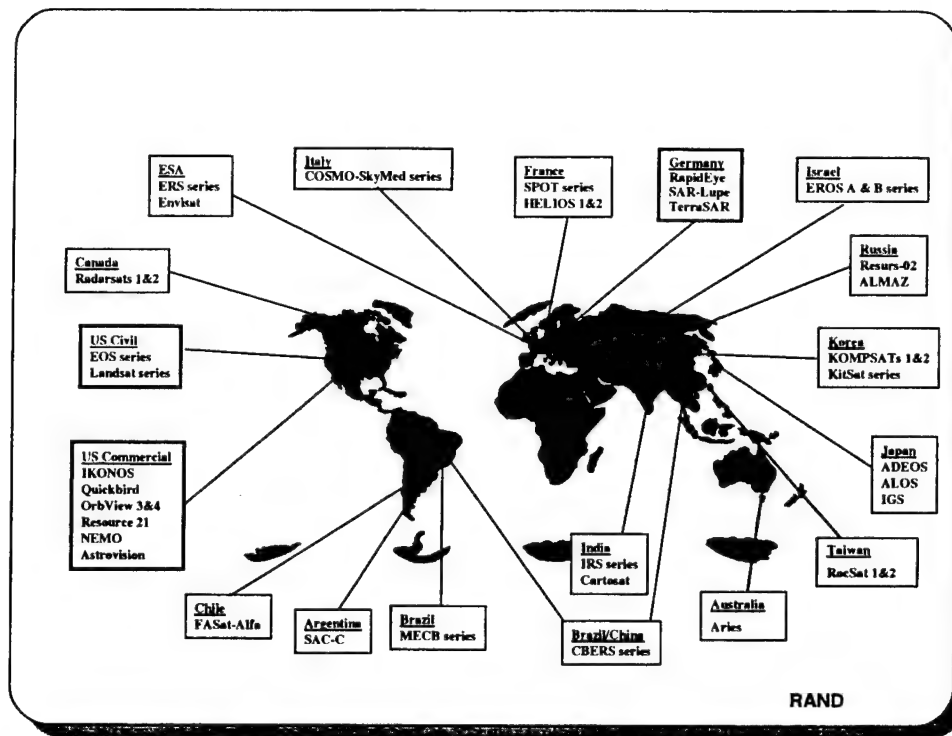 ESA
ERS series
Envisat
Italy
COSMO-SkyMed series
France
SPOT series
HELIOS 1&2
Germany
RapidEye
SAR-Lupe
TerraSAR
Israel
EROS A & B series
Canada
Radarsats 1&2
Russia
Resurs-02
ALMAZ
US Civil
EOS series
Landsat series
Korea
KOMPSATs 1&2
KitSat series
US Commercial
IKONOS
Quickbird
OrbView 3&4
Resource 21
NEMO
Astrovision
Japan
ADEOS
ALOS
IGS
India
IRS series
Cartosat
Taiwan
RocSat 1&2
Chile
FASat-Alfa
Argentina
SAC-C
Brazil
MECB series
Brazil/China
CBERS series
Australia
Aries
RAND